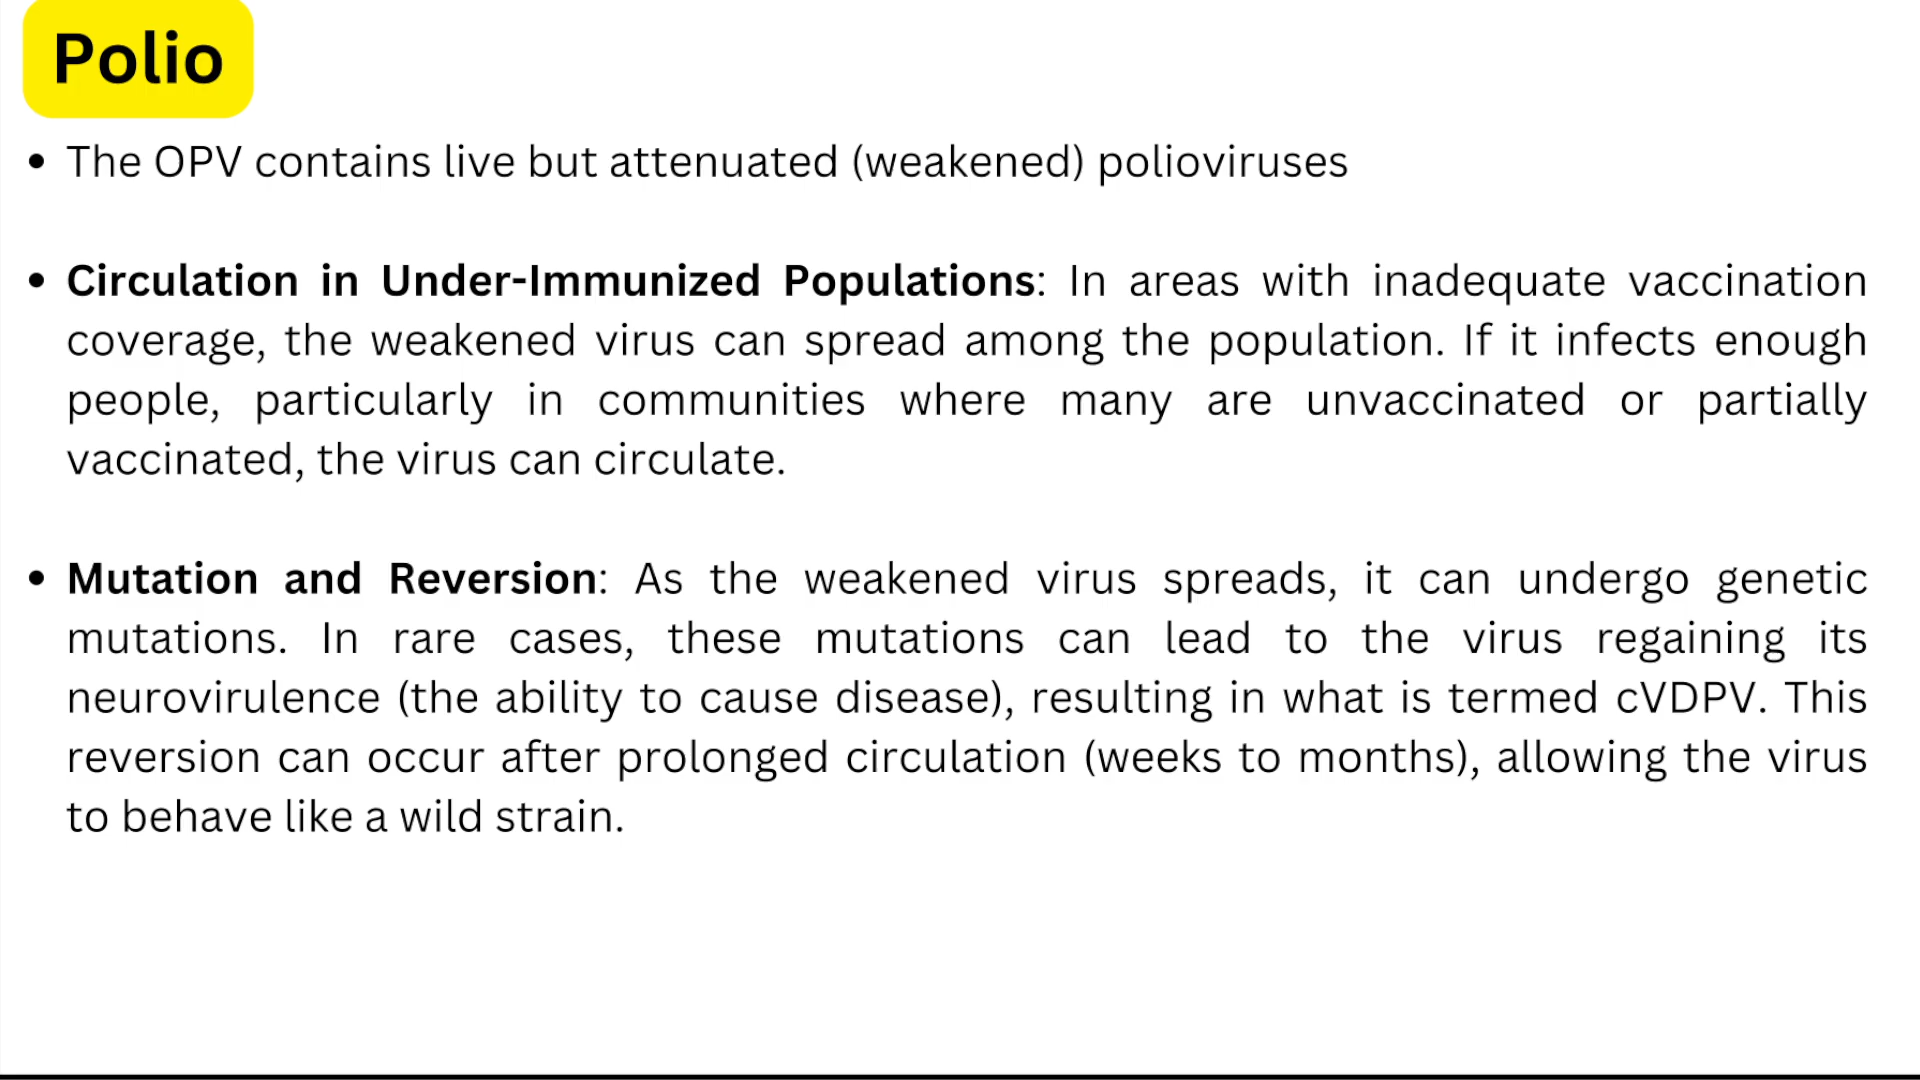 Polio
• The OPV contains live but attenuated (weakened) polioviruses
• Circulation in Under-Immunized Populations: In areas with inadequate vaccination
coverage, the weakened virus can spread among the population. If it infects enough
people, particularly in communities where many are unvaccinated or partially
vaccinated, the virus can circulate.
• Mutation and Reversion: As the weakened virus spreads, it can undergo genetic
mutations. In rare cases, these mutations can lead to the virus regaining its
neurovirulence (the ability to cause disease), resulting in what is termed cVDPV. This
reversion can occur after prolonged circulation (weeks to months), allowing the virus
to behave like a wild strain.